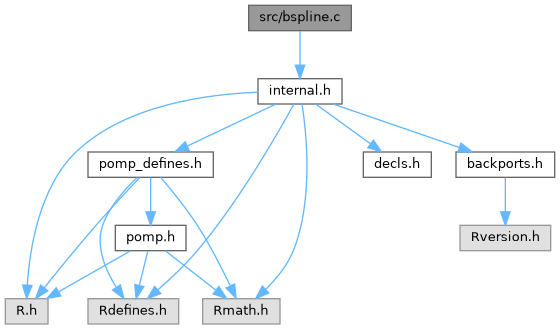 src/bspline.c
internal.h
pomp_defines.h
decls.h
backports.h
pomp.h
Rversion.h
R.h
Rdefines.h
Rmath.h